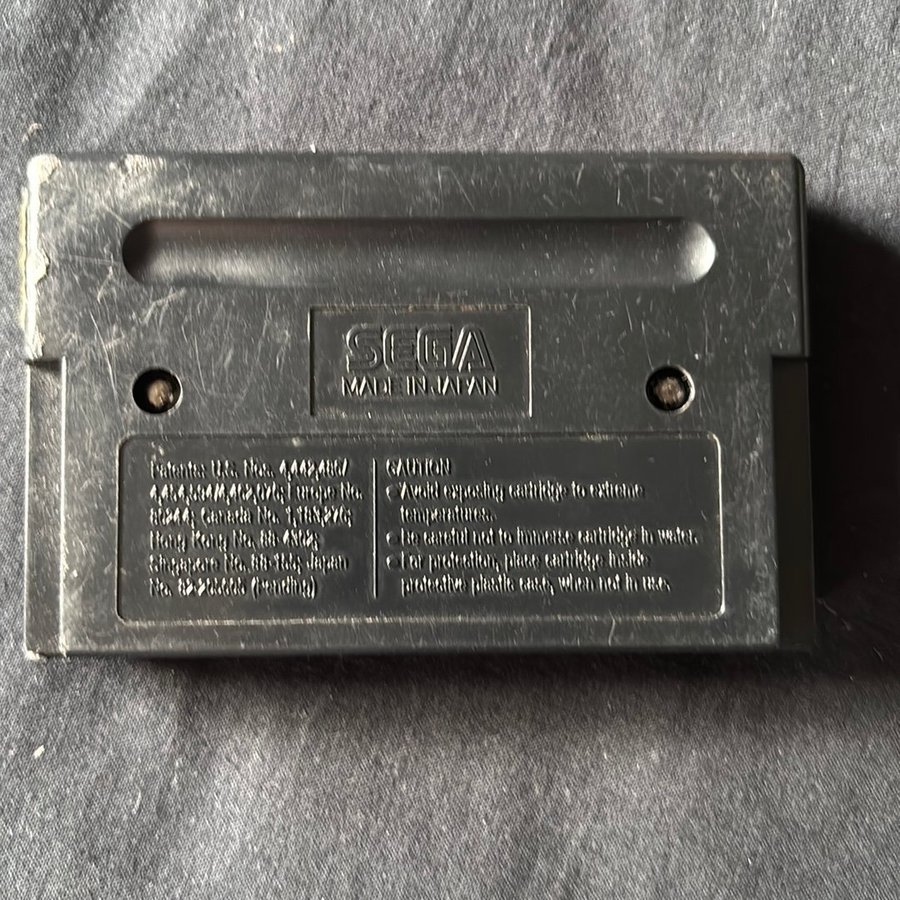 SEGA
MADE IN JAPAN
Patents: U.S. Nos. 4,442,486/
4,454,594/4,462,076; Europe No.
80244; Canada No. 1,183,276;
Hong Kong No. 88-4302;
Singapore No. 88-155; Japan
No. 82-205605 (Pending)
CAUTION
• Avoid exposing cartridge to extreme
temperatures.
• Be careful not to immerse cartridge in water.
• For protection, place cartridge inside
protective plastic case, when not in use.